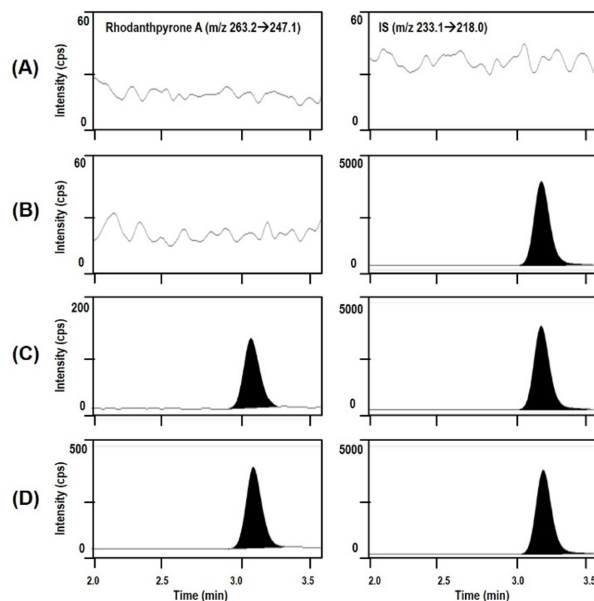 Rhodanthpyrone A (m/z 263.2→247.1)
IS (m/z 233.1→218.0)
(A)
Intensity (cps)
60
0
60
0
(B)
Intensity (cps)
60
0
5000
0
(C)
Intensity (cps)
200
0
5000
0
(D)
Intensity (cps)
500
0
5000
0
2.0 2.5 3.0 3.5
2.0 2.5 3.0 3.5
Time (min)
Time (min)